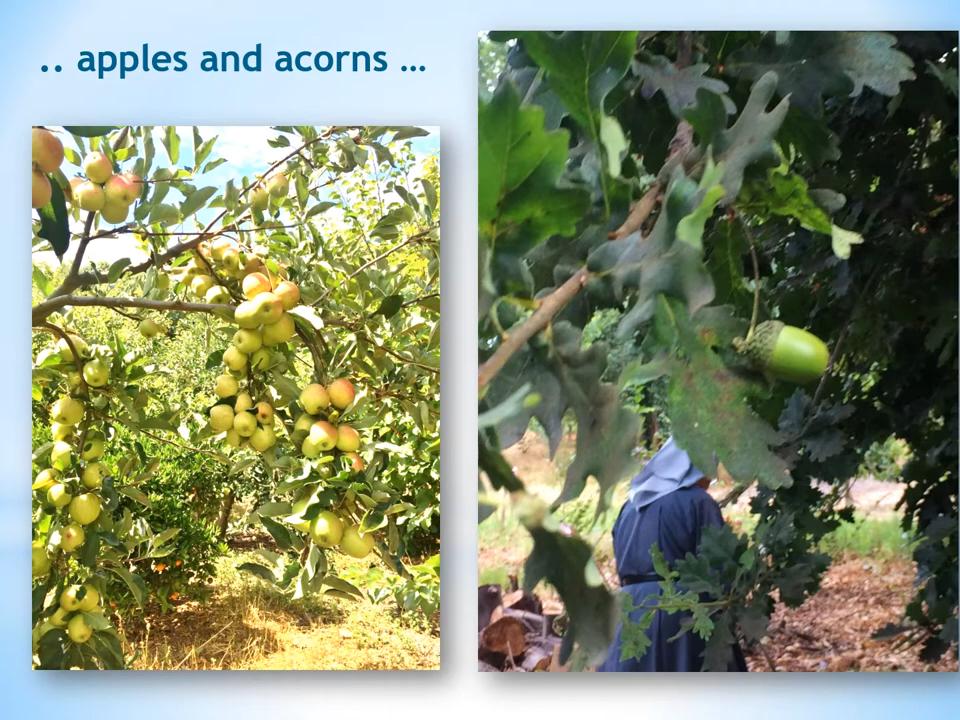 .. apples and acorns …